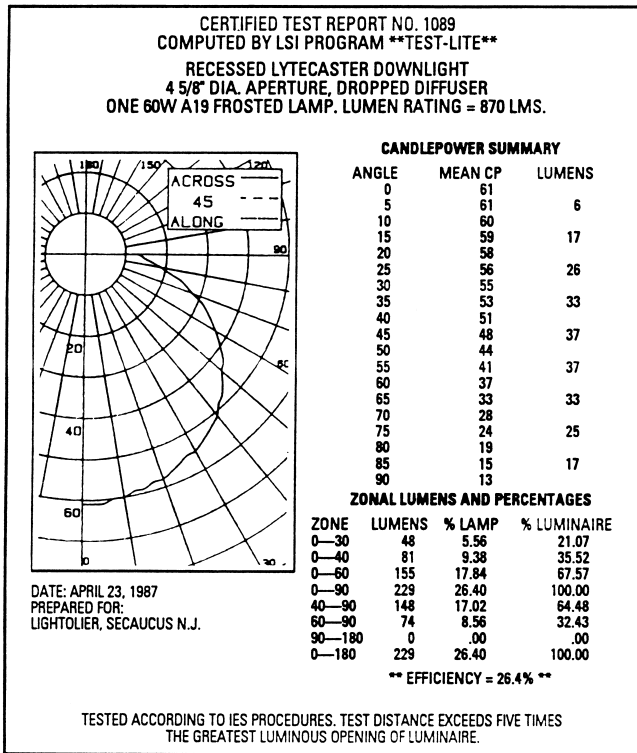 CERTIFIED TEST REPORT NO. 1089
COMPUTED BY LSI PROGRAM **TEST-LITE**
RECESSED LYTECASTER DOWNLIGHT
4 5/8" DIA. APERTURE, DROPPED DIFFUSER
ONE 60W A19 FROSTED LAMP. LUMEN RATING = 870 LMS.
180 150 120
ACROSS
45
ALONG
90
20
60
40
60
0 30
DATE: APRIL 23, 1987
PREPARED FOR:
LIGHTOLIER, SECAUCUS N.J.
CANDLEPOWER SUMMARY
ANGLE MEAN CP LUMENS
0 61
5 61 6
10 60
15 59 17
20 58
25 56 26
30 55
35 53 33
40 51
45 48 37
50 44
55 41 37
60 37
65 33 33
70 28
75 24 25
80 19
85 15 17
90 13
ZONAL LUMENS AND PERCENTAGES
ZONE LUMENS % LAMP % LUMINAIRE
0—30 48 5.56 21.07
0—40 81 9.38 35.52
0—60 155 17.84 67.57
0—90 229 26.40 100.00
40—90 148 17.02 64.48
60—90 74 8.56 32.43
90—180 0 .00 .00
0—180 229 26.40 100.00
** EFFICIENCY = 26.4% **
TESTED ACCORDING TO IES PROCEDURES. TEST DISTANCE EXCEEDS FIVE TIMES
THE GREATEST LUMINOUS OPENING OF LUMINAIRE.